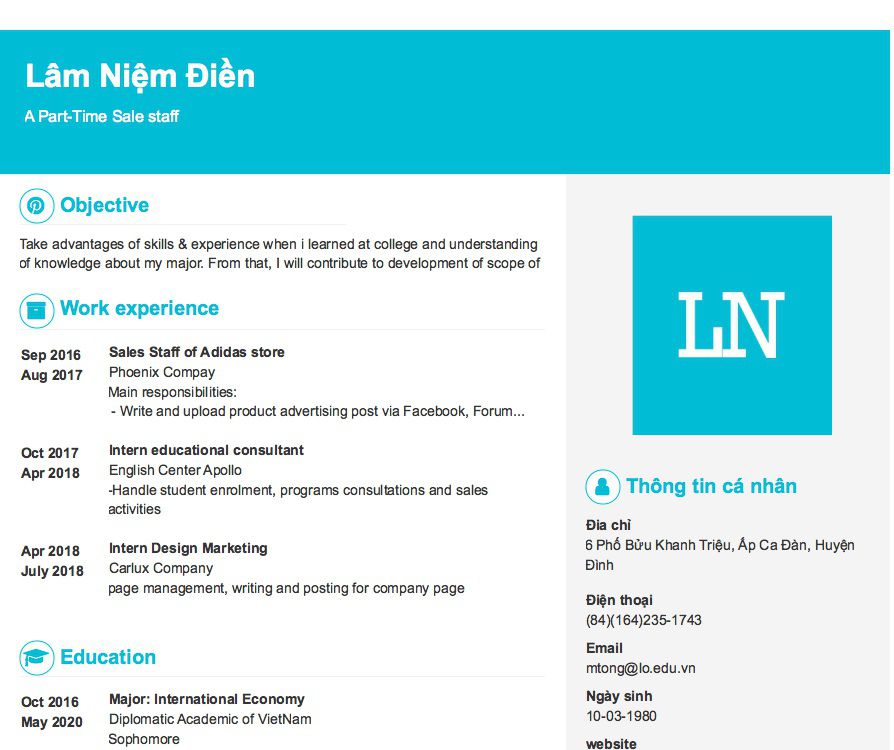 Lâm Niệm Điền
A Part-Time Sale staff
Objective
Take advantages of skills & experience when i learned at college and understanding
of knowledge about my major. From that, I will contribute to development of scope of
Work experience
Sep 2016
Aug 2017
Sales Staff of Adidas store
Phoenix Compay
Main responsibilities:
- Write and upload product advertising post via Facebook, Forum...
Oct 2017
Apr 2018
Intern educational consultant
English Center Apollo
-Handle student enrolment, programs consultations and sales
activities
Apr 2018
July 2018
Intern Design Marketing
Carlux Company
page management, writing and posting for company page
Education
Oct 2016
May 2020
Major: International Economy
Diplomatic Academic of VietNam
Sophomore
LN
Thông tin cá nhân
Đia chỉ
6 Phố Bửu Khanh Triệu, Ấp Ca Đàn, Huyện
Đình
Điện thoại
(84)(164)235-1743
Email
mtong@lo.edu.vn
Ngày sinh
10-03-1980
website